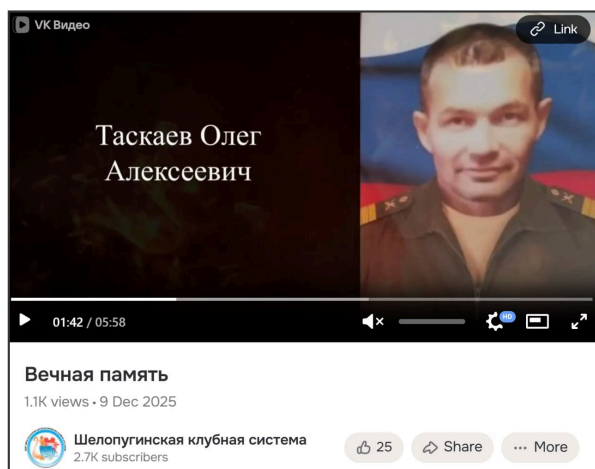 VK Видео
Link
Таскаев Олег
Алексеевич
01:42 / 05:58
HD
Вечная память
1.1K views • 9 Dec 2025
Шелопугинская клубная система
2.7K subscribers
25
Share
More